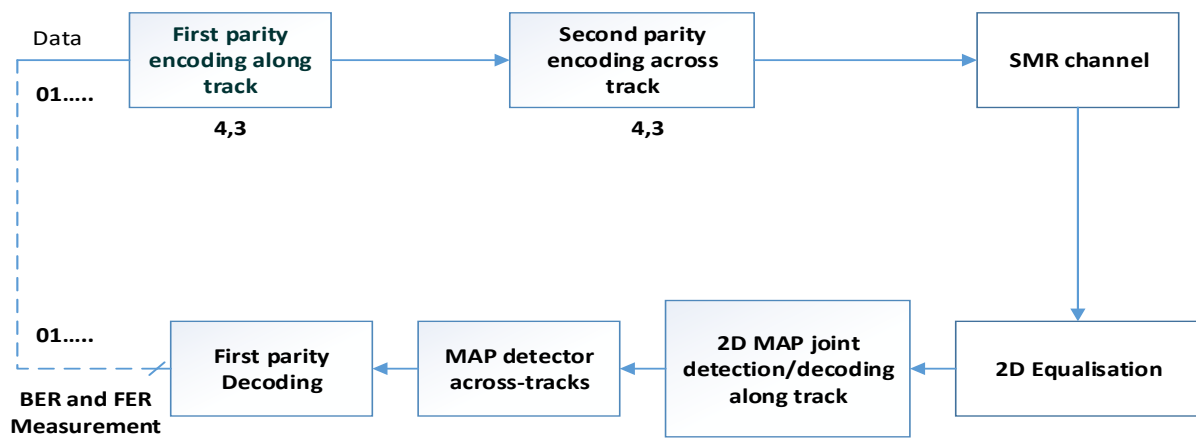 Data
01.....
First parity
encoding along
track
4,3
Second parity
encoding across
track
4,3
SMR channel
01.....
BER and FER
Measurement
First parity
Decoding
MAP detector
across-tracks
2D MAP joint
detection/decoding
along track
2D Equalisation